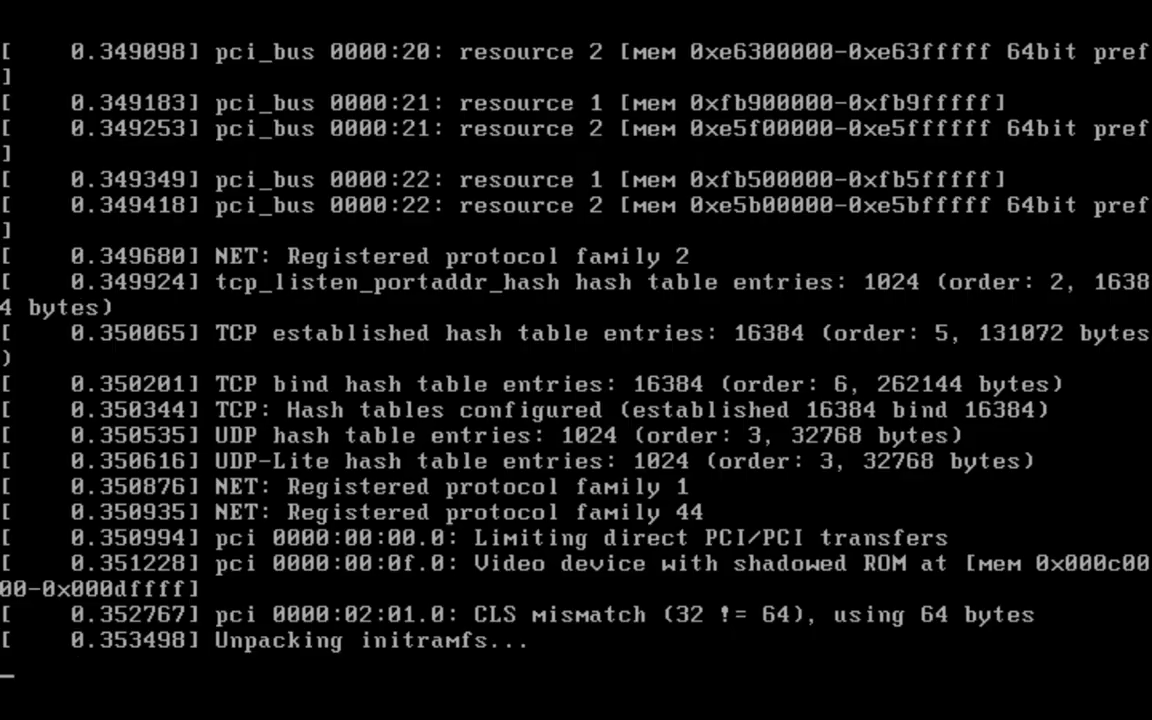 [    0.349098] pci_bus 0000:20: resource 2 [mem 0xe6300000-0xe63fffff 64bit pref
]
[    0.349183] pci_bus 0000:21: resource 1 [mem 0xfb900000-0xfb9fffff]
[    0.349253] pci_bus 0000:21: resource 2 [mem 0xe5f00000-0xe5ffffff 64bit pref
]
[    0.349349] pci_bus 0000:22: resource 1 [mem 0xfb500000-0xfb5fffff]
[    0.349418] pci_bus 0000:22: resource 2 [mem 0xe5b00000-0xe5bfffff 64bit pref
]
[    0.349680] NET: Registered protocol family 2
[    0.349924] tcp_listen_portaddr_hash hash table entries: 1024 (order: 2, 1638
4 bytes)
[    0.350065] TCP established hash table entries: 16384 (order: 5, 131072 bytes
)
[    0.350201] TCP bind hash table entries: 16384 (order: 6, 262144 bytes)
[    0.350344] TCP: Hash tables configured (established 16384 bind 16384)
[    0.350535] UDP hash table entries: 1024 (order: 3, 32768 bytes)
[    0.350616] UDP-Lite hash table entries: 1024 (order: 3, 32768 bytes)
[    0.350876] NET: Registered protocol family 1
[    0.350935] NET: Registered protocol family 44
[    0.350994] pci 0000:00:00.0: Limiting direct PCI/PCI transfers
[    0.351228] pci 0000:00:0f.0: Video device with shadowed ROM at [mem 0x000c00
00-0x000dffff]
[    0.352767] pci 0000:02:01.0: CLS mismatch (32 != 64), using 64 bytes
[    0.353498] Unpacking initramfs...
_